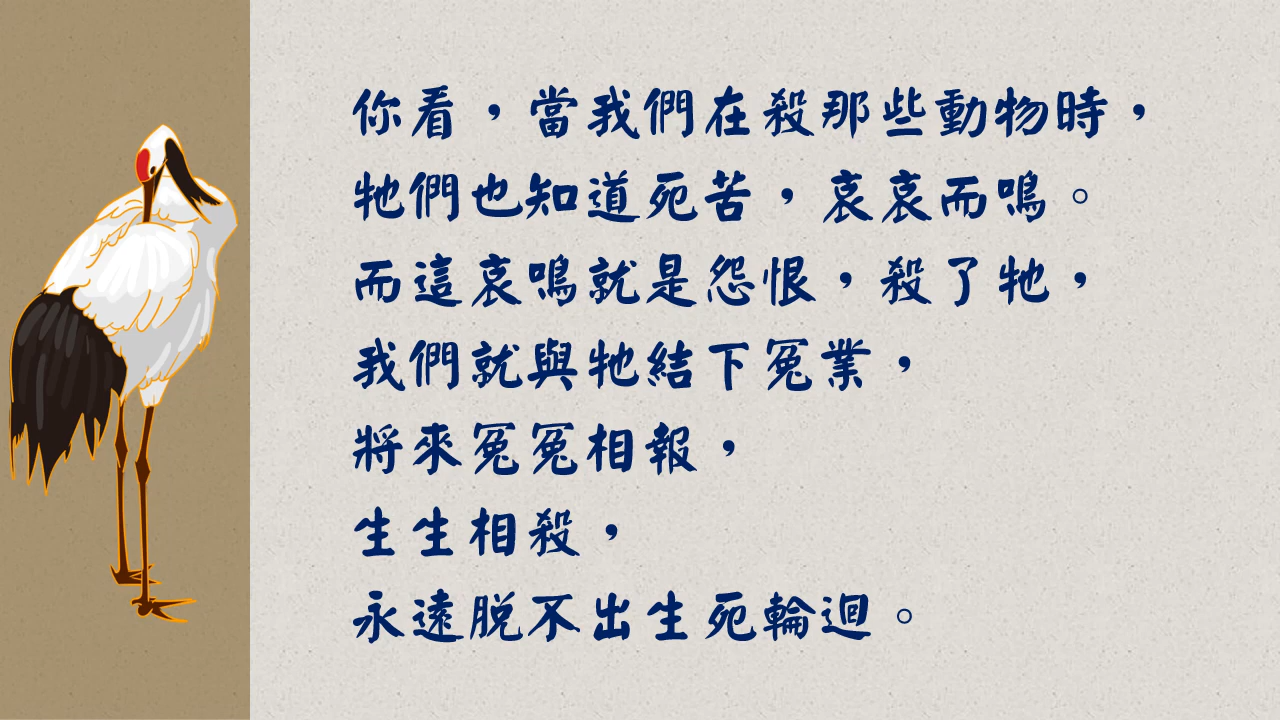 你看，當我們在殺那些動物時，
牠們也知道死苦，哀哀而鳴。
而這哀鳴就是怨恨，殺了牠，
我們就與牠結下冤業，
將來冤冤相報，
生生相殺，
永遠脫不出生死輪迴。